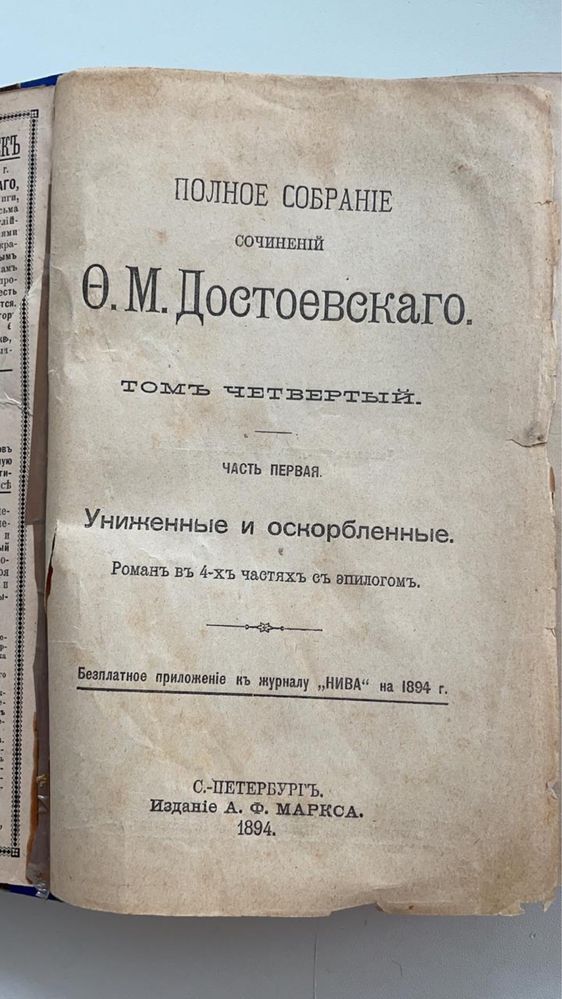 ПОЛНОЕ СОБРАНІЕ
СОЧИНЕНІЙ
Ѳ. М. Достоевскаго.
ТОМЪ ЧЕТВЕРТЫЙ.
ЧАСТЬ ПЕРВАЯ.
Униженные и оскорбленные.
Романъ въ 4-хъ частяхъ съ эпилогомъ.
Безплатное приложеніе къ журналу „НИВА“ на 1894 г.
С.-ПЕТЕРБУРГЪ.
Изданіе А. Ф. МАРКСА.
1894.